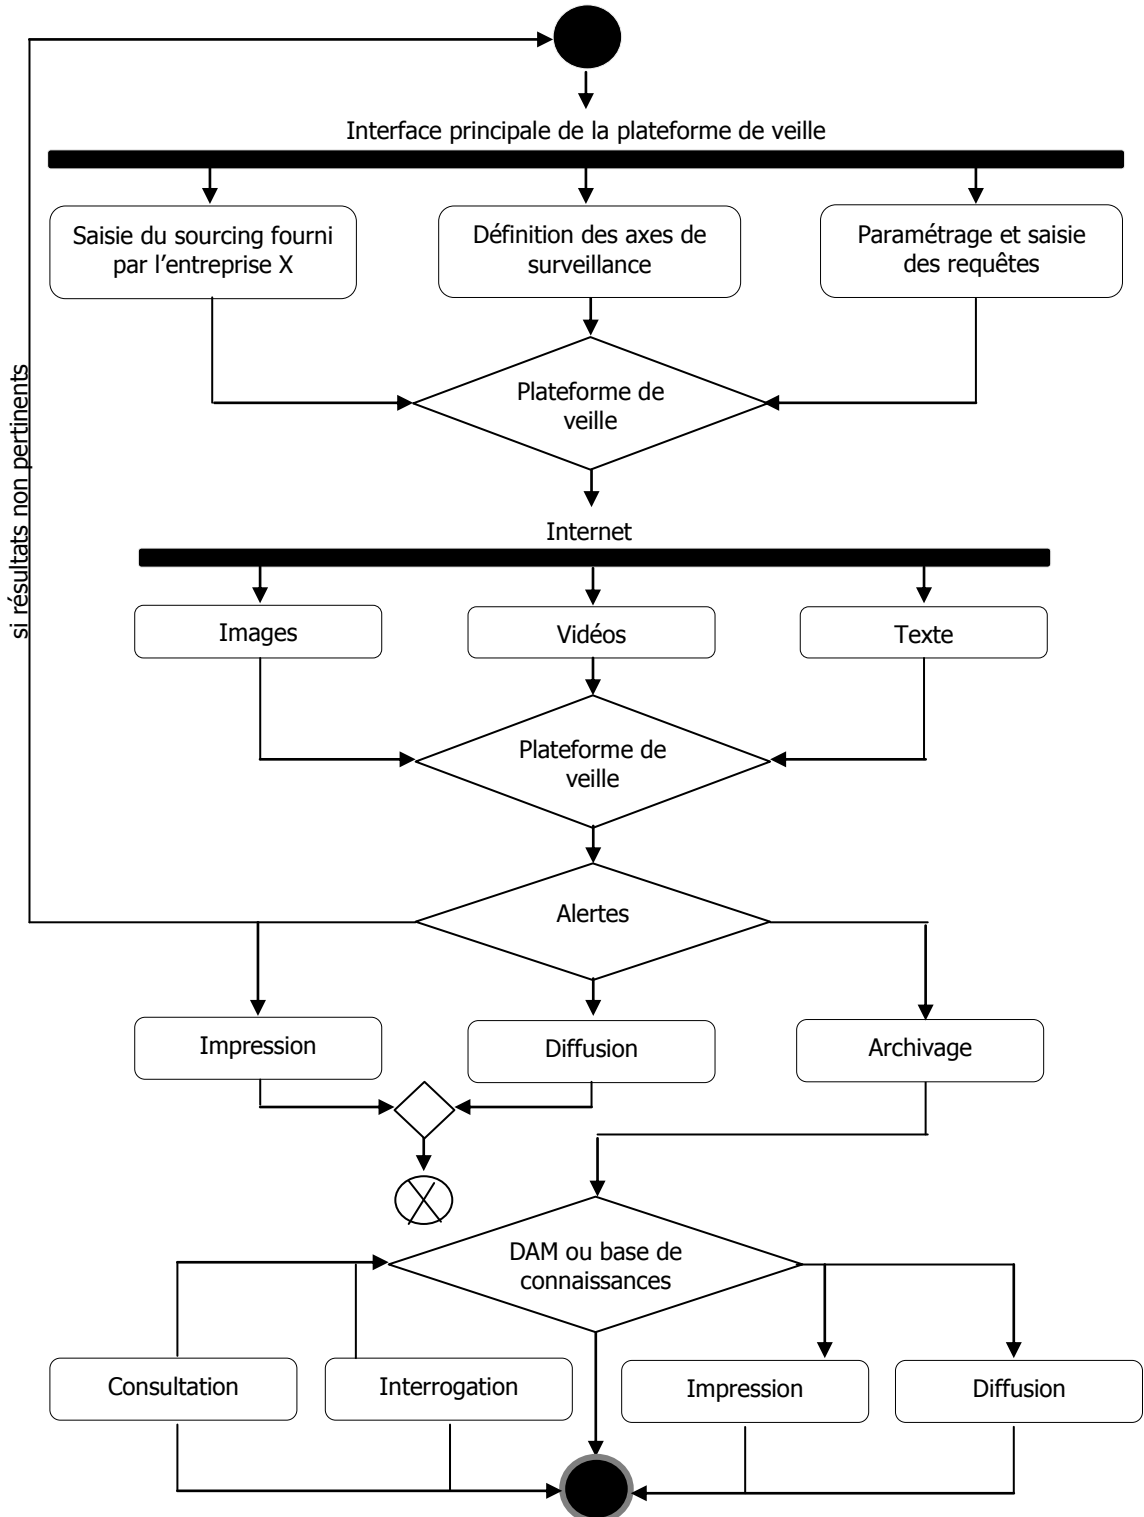 Interface principale de la plateforme de veille
Saisie du sourcing fourni
par l'entreprise X
Définition des axes de
surveillance
Paramétrage et saisie
des requêtes
Plateforme de
veille
si résultats non pertinents
Internet
Images
Vidéos
Texte
Plateforme de
veille
Alertes
Impression
Diffusion
Archivage
DAM ou base de
connaissances
Consultation
Interrogation
Impression
Diffusion